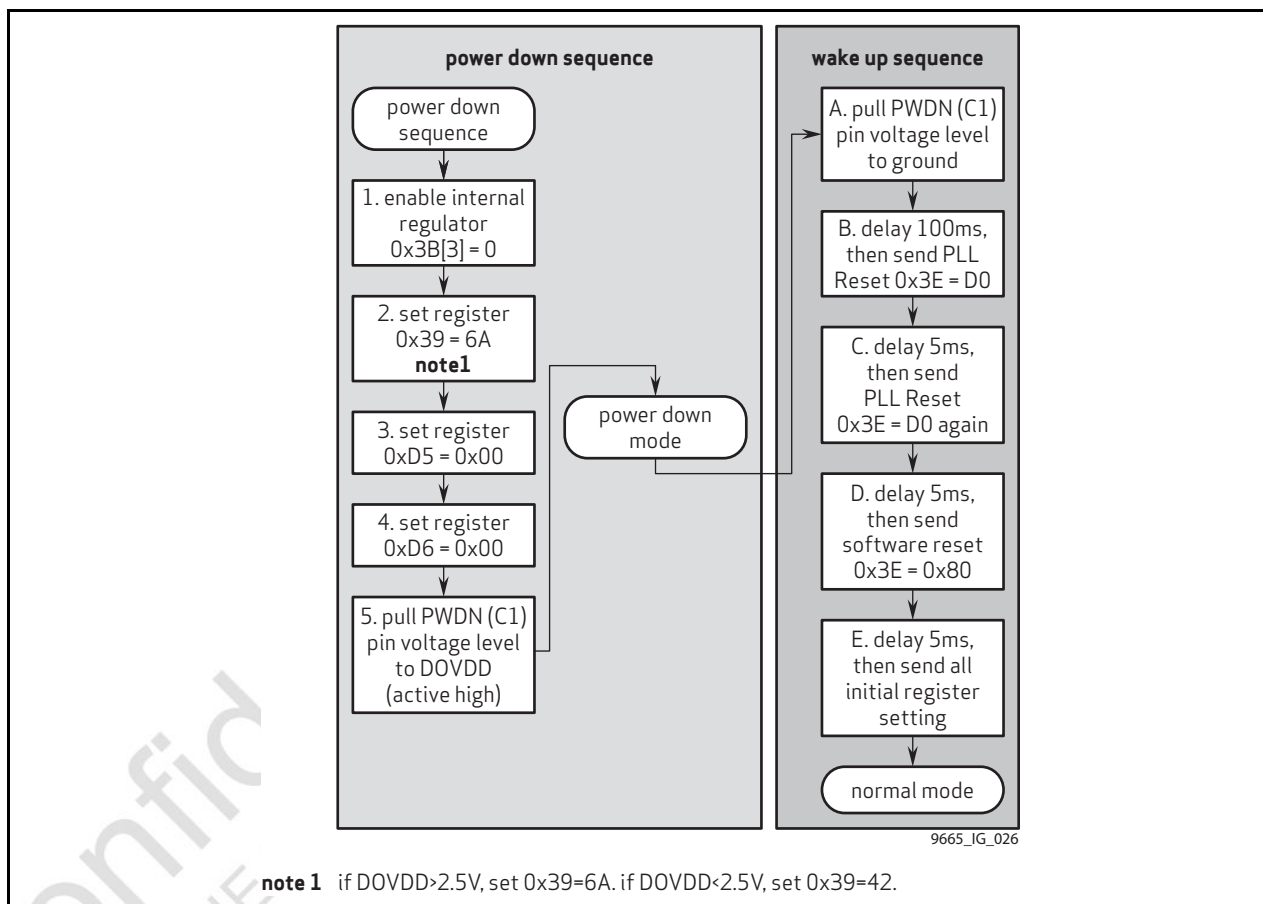 power down sequence
power down
sequence
1. enable internal
regulator
0x3B[3] = 0
2. set register
0x39 = 6A
note1
3. set register
0xD5 = 0x00
4. set register
0xD6 = 0x00
5. pull PWDN (C1)
pin voltage level
to DOVDD
(active high)
power down
mode
wake up sequence
A. pull PWDN (C1)
pin voltage level
to ground
B. delay 100ms,
then send PLL
Reset 0x3E = D0
C. delay 5ms,
then send
PLL Reset
0x3E = D0 again
D. delay 5ms,
then send
software reset
0x3E = 0x80
E. delay 5ms,
then send all
initial register
setting
normal mode
9665_IG_026
note 1 if DOVDD>2.5V, set 0x39=6A. if DOVDD<2.5V, set 0x39=42.